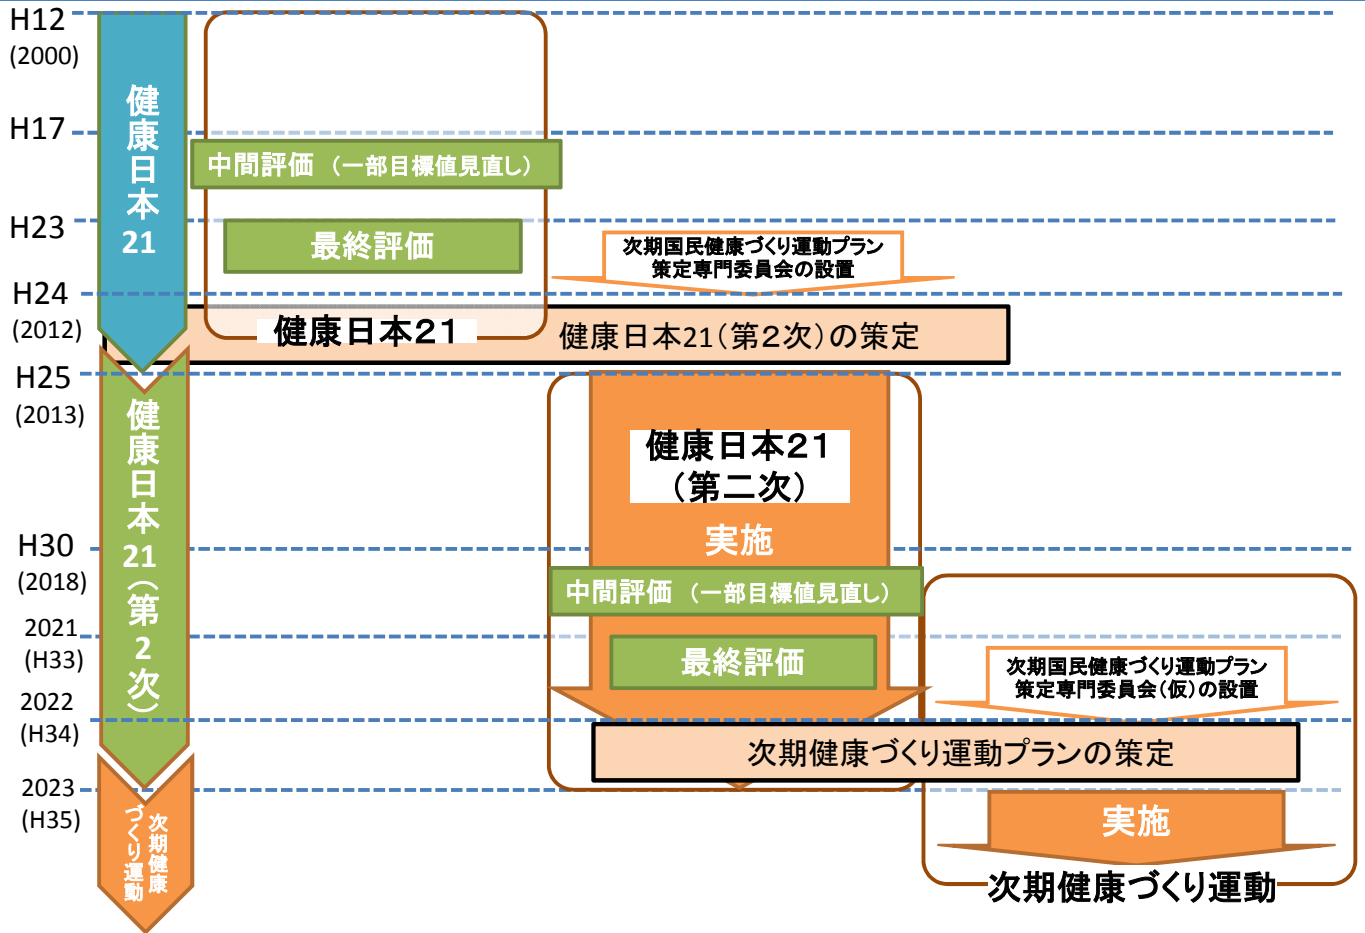 H12
(2000)
H17
H23
H24
(2012)
H25
(2013)
H30
(2018)
2021
(H33)
2022
(H34)
2023
(H35)
健康日本21
健康日本21（第2次）
次期健康
づくり運動
中間評価（一部目標値見直し）
最終評価
次期国民健康づくり運動プラン
策定専門委員会の設置
健康日本21
健康日本21（第2次）の策定
健康日本21
（第二次）
実施
中間評価（一部目標値見直し）
最終評価
次期国民健康づくり運動プラン
策定専門委員会（仮）の設置
次期健康づくり運動プランの策定
実施
次期健康づくり運動